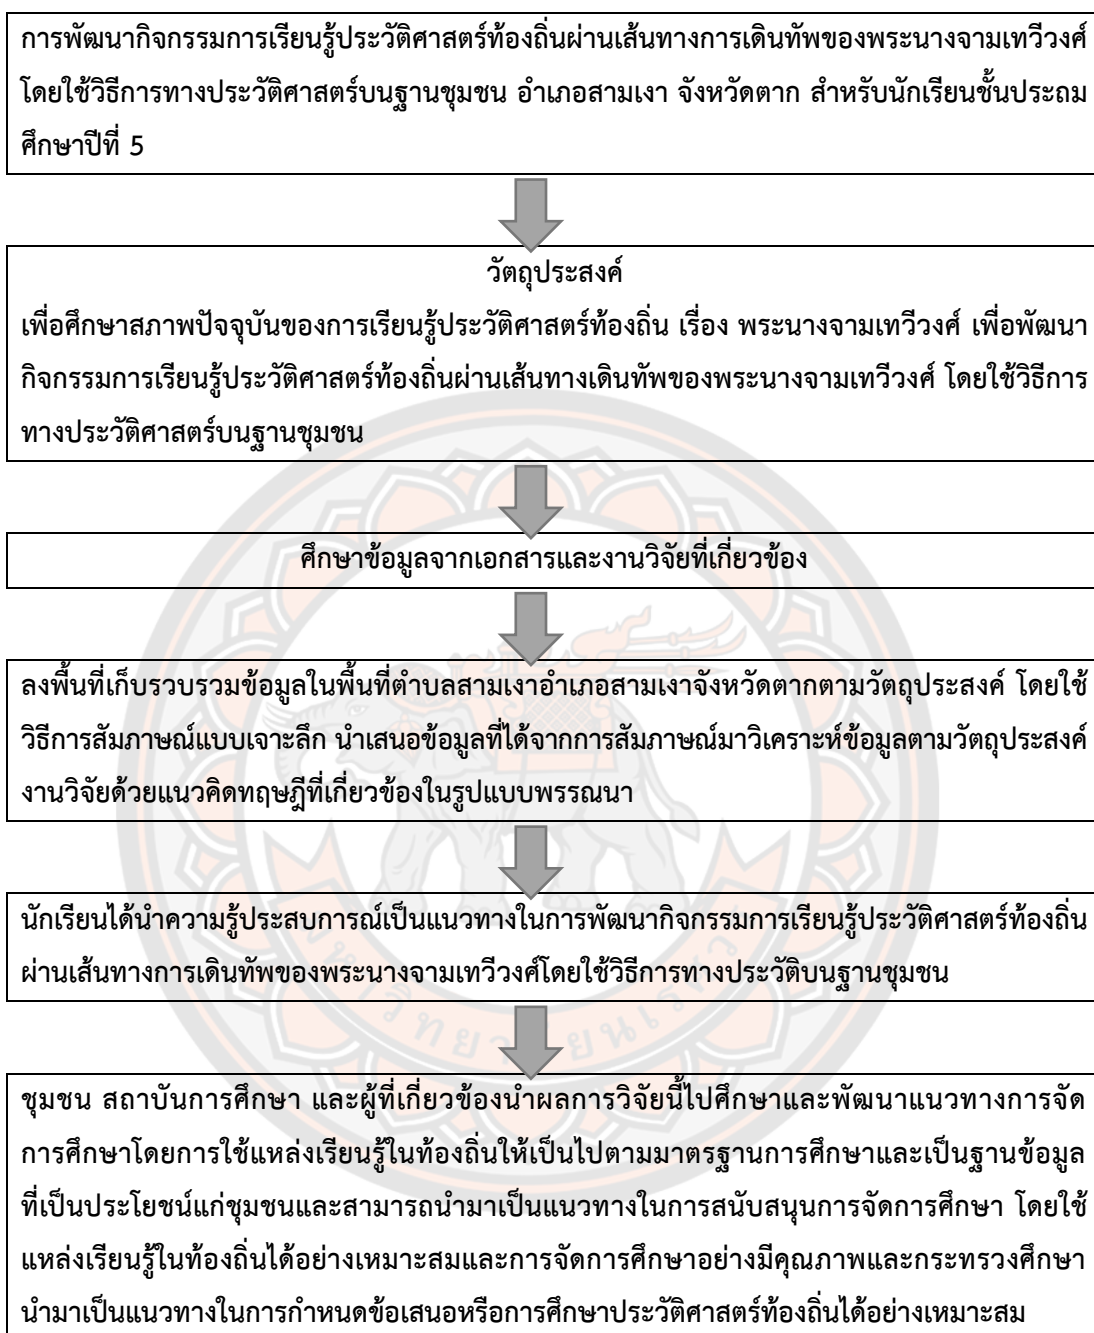 การพัฒนากิจกรรมการเรียนรู้ประวัติศาสตร์ท้องถิ่นผ่านเส้นทางการเดินทัพของพระนางจามเทวีวงศ์
โดยใช้วิธีการทางประวัติศาสตร์บนฐานชุมชน อำเภอสามเงา จังหวัดตาก สำหรับนักเรียนชั้นประถม
ศึกษาปีที่ 5
วัตถุประสงค์
เพื่อศึกษาสภาพปัจจุบันของการเรียนรู้ประวัติศาสตร์ท้องถิ่น เรื่อง พระนางจามเทวีวงศ์ เพื่อพัฒนา
กิจกรรมการเรียนรู้ประวัติศาสตร์ท้องถิ่นผ่านเส้นทางเดินทัพของพระนางจามเทวีวงศ์ โดยใช้วิธีการ
ทางประวัติศาสตร์บนฐานชุมชน
ศึกษาข้อมูลจากเอกสารและงานวิจัยที่เกี่ยวข้อง
ลงพื้นที่เก็บรวบรวมข้อมูลในพื้นที่ตำบลสามเงาอำเภอสามเงาจังหวัดตากตามวัตถุประสงค์ โดยใช้
วิธีการสัมภาษณ์แบบเจาะลึก นำเสนอข้อมูลที่ได้จากการสัมภาษณ์มาวิเคราะห์ข้อมูลตามวัตถุประสงค์
งานวิจัยด้วยแนวคิดทฤษฎีที่เกี่ยวข้องในรูปแบบพรรณนา
นักเรียนได้นำความรู้ประสบการณ์เป็นแนวทางในการพัฒนากิจกรรมการเรียนรู้ประวัติศาสตร์ท้องถิ่น
ผ่านเส้นทางการเดินทัพของพระนางจามเทวีวงศ์โดยใช้วิธีการทางประวัติบนฐานชุมชน
ชุมชน สถาบันการศึกษา และผู้ที่เกี่ยวข้องนำผลการวิจัยนี้ไปศึกษาและพัฒนาแนวทางการจัด
การศึกษาโดยการใช้แหล่งเรียนรู้ในท้องถิ่นให้เป็นไปตามมาตรฐานการศึกษาและเป็นฐานข้อมูล
ที่เป็นประโยชน์แก่ชุมชนและสามารถนำมาเป็นแนวทางในการสนับสนุนการจัดการศึกษา โดยใช้
แหล่งเรียนรู้ในท้องถิ่นได้อย่างเหมาะสมและการจัดการศึกษาอย่างมีคุณภาพและกระทรวงศึกษา
นำมาเป็นแนวทางในการกำหนดข้อเสนอหรือการศึกษาประวัติศาสตร์ท้องถิ่นได้อย่างเหมาะสม